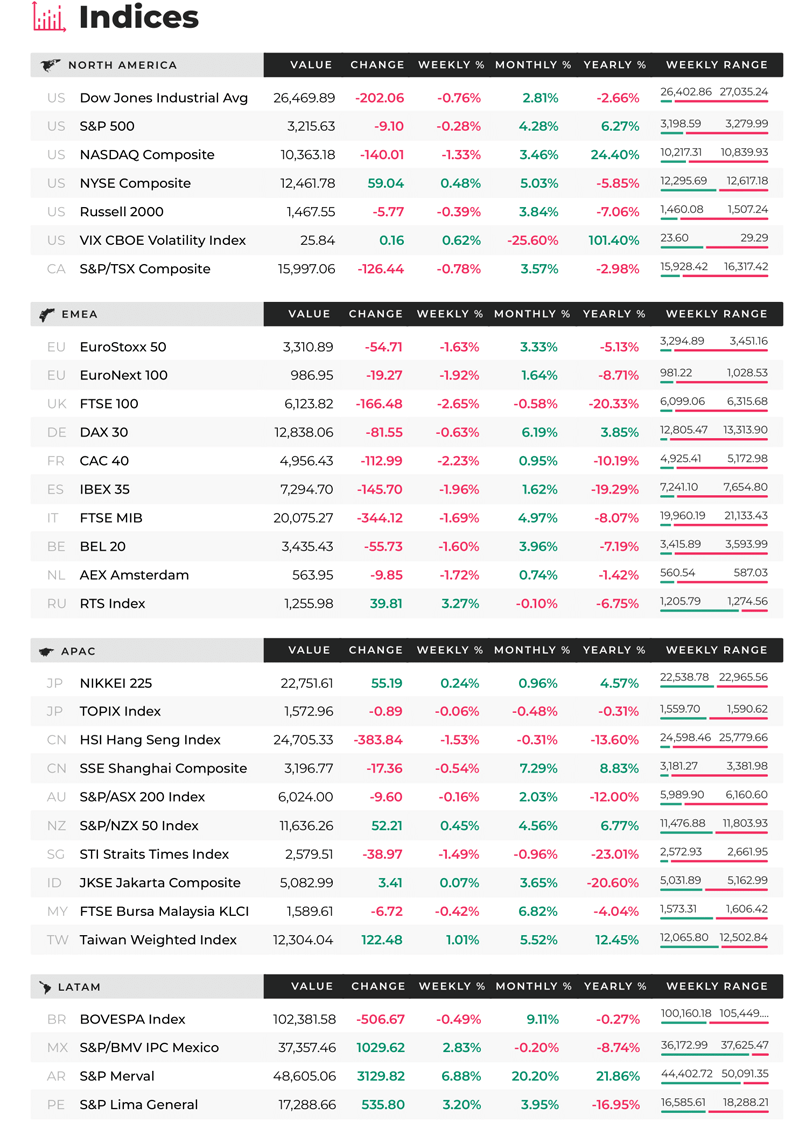 Indices
NORTH AMERICA VALUE CHANGE WEEKLY % MONTHLY % YEARLY % WEEKLY RANGE
US Dow Jones Industrial Avg 26,469.89 -202.06 -0.76% 2.81% -2.66% 26,402.86 27,035.24
US S&P 500 3,215.63 -9.10 -0.28% 4.28% 6.27% 3,198.59 3,279.99
US NASDAQ Composite 10,363.18 -140.01 -1.33% 3.46% 24.40% 10,217.31 10,839.93
US NYSE Composite 12,461.78 59.04 0.48% 5.03% -5.85% 12,295.69 12,617.18
US Russell 2000 1,467.55 -5.77 -0.39% 3.84% -7.06% 1,460.08 1,507.24
US VIX CBOE Volatility Index 25.84 0.16 0.62% -25.60% 101.40% 23.60 29.29
CA S&P/TSX Composite 15,997.06 -126.44 -0.78% 3.57% -2.98% 15,928.42 16,317.42
EMEA VALUE CHANGE WEEKLY % MONTHLY % YEARLY % WEEKLY RANGE
EU EuroStoxx 50 3,310.89 -54.71 -1.63% 3.33% -5.13% 3,294.89 3,451.16
EU EuroNext 100 986.95 -19.27 -1.92% 1.64% -8.71% 981.22 1,028.53
UK FTSE 100 6,123.82 -166.48 -2.65% -0.58% -20.33% 6,099.06 6,315.68
DE DAX 30 12,838.06 -81.55 -0.63% 6.19% 3.85% 12,805.47 13,313.90
FR CAC 40 4,956.43 -112.99 -2.23% 0.95% -10.19% 4,925.41 5,172.98
ES IBEX 35 7,294.70 -145.70 -1.96% 1.62% -19.29% 7,241.10 7,654.80
IT FTSE MIB 20,075.27 -344.12 -1.69% 4.97% -8.07% 19,960.19 21,133.43
BE BEL 20 3,435.43 -55.73 -1.60% 3.96% -7.19% 3,415.89 3,593.99
NL AEX Amsterdam 563.95 -9.85 -1.72% 0.74% -1.42% 560.54 587.03
RU RTS Index 1,255.98 39.81 3.27% -0.10% -6.75% 1,205.79 1,274.56
APAC VALUE CHANGE WEEKLY % MONTHLY % YEARLY % WEEKLY RANGE
JP NIKKEI 225 22,751.61 55.19 0.24% 0.96% 4.57% 22,538.78 22,965.56
JP TOPIX Index 1,572.96 -0.89 -0.06% -0.48% -0.31% 1,559.70 1,590.62
CN HSI Hang Seng Index 24,705.33 -383.84 -1.53% -0.31% -13.60% 24,598.46 25,779.66
CN SSE Shanghai Composite 3,196.77 -17.36 -0.54% 7.29% 8.83% 3,181.27 3,381.98
AU S&P/ASX 200 Index 6,024.00 -9.60 -0.16% 2.03% -12.00% 5,989.90 6,160.60
NZ S&P/NZX 50 Index 11,636.26 52.21 0.45% 4.56% 6.77% 11,476.88 11,803.93
SG STI Straits Times Index 2,579.51 -38.97 -1.49% -0.96% -23.01% 2,572.93 2,661.95
ID JKSE Jakarta Composite 5,082.99 3.41 0.07% 3.65% -20.60% 5,031.89 5,162.99
MY FTSE Bursa Malaysia KLCI 1,589.61 -6.72 -0.42% 6.82% -4.04% 1,573.31 1,606.42
TW Taiwan Weighted Index 12,304.04 122.48 1.01% 5.52% 12.45% 12,065.80 12,502.84
LATAM VALUE CHANGE WEEKLY % MONTHLY % YEARLY % WEEKLY RANGE
BR BOVESPA Index 102,381.58 -506.67 -0.49% 9.11% -0.27% 100,160.18 105,449....
MX S&P/BMV IPC Mexico 37,357.46 1029.62 2.83% -0.20% -8.74% 36,172.99 37,625.47
AR S&P Merval 48,605.06 3129.82 6.88% 20.20% 21.86% 44,402.72 50,091.35
PE S&P Lima General 17,288.66 535.80 3.20% 3.95% -16.95% 16,585.61 18,288.21